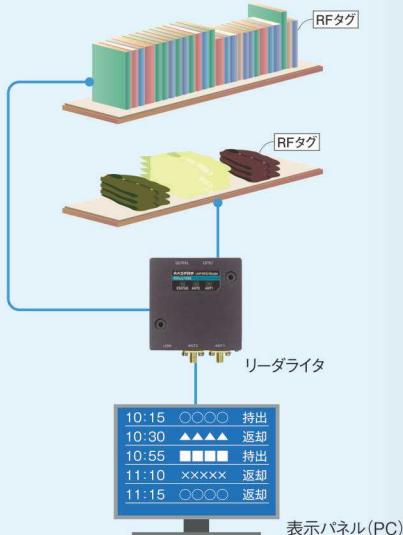 RFタグ
RFタグ
リーダライタ
10:15 ○○○○ 持出
10:30 ▲▲▲▲ 返却
10:55 ■■■■ 持出
11:10 ××××× 返却
11:15 ○○○○ 返却
表示パネル(PC)